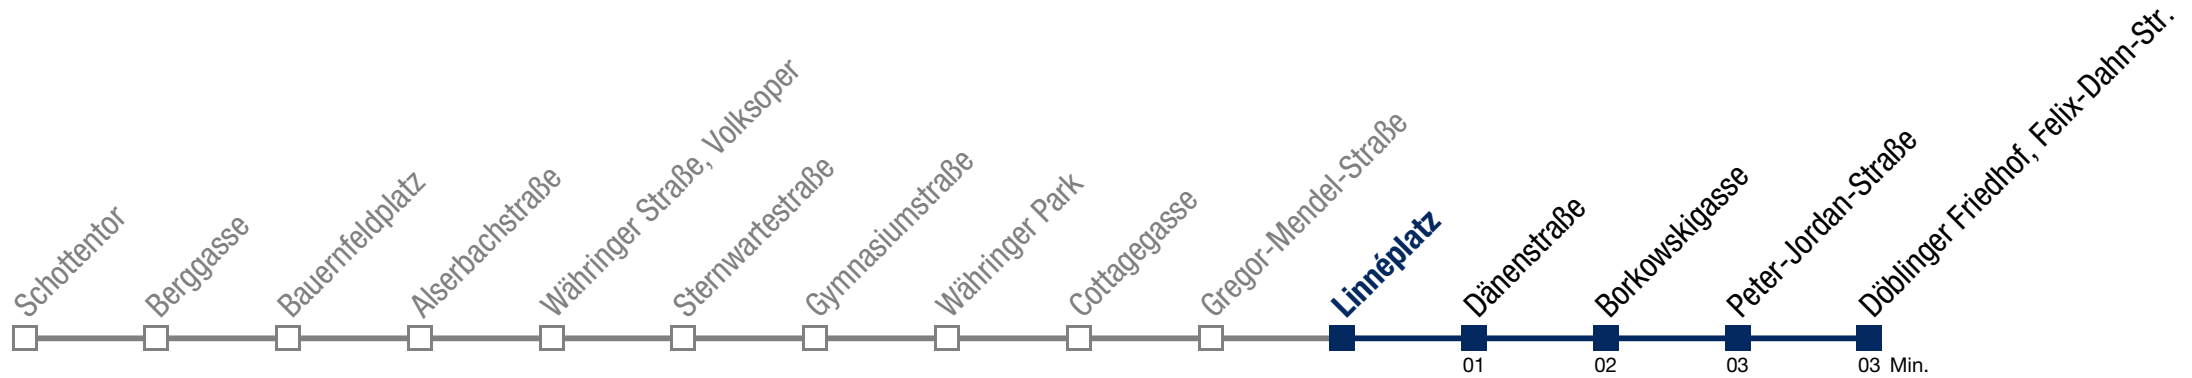 Schottentor
Berggasse
Bauernfeldplatz
Alserbachstraße
Währinger Straße, Volksoper
Sternwartestraße
Gymnasiumstraße
Währinger Park
Cottagegasse
Gregor-Mendel-Straße
Linnéplatz
Dänenstraße
Borkowskigasse
Peter-Jordan-Straße
Döblinger Friedhof, Felix-Dahn-Str.
01 02 03 03 Min.